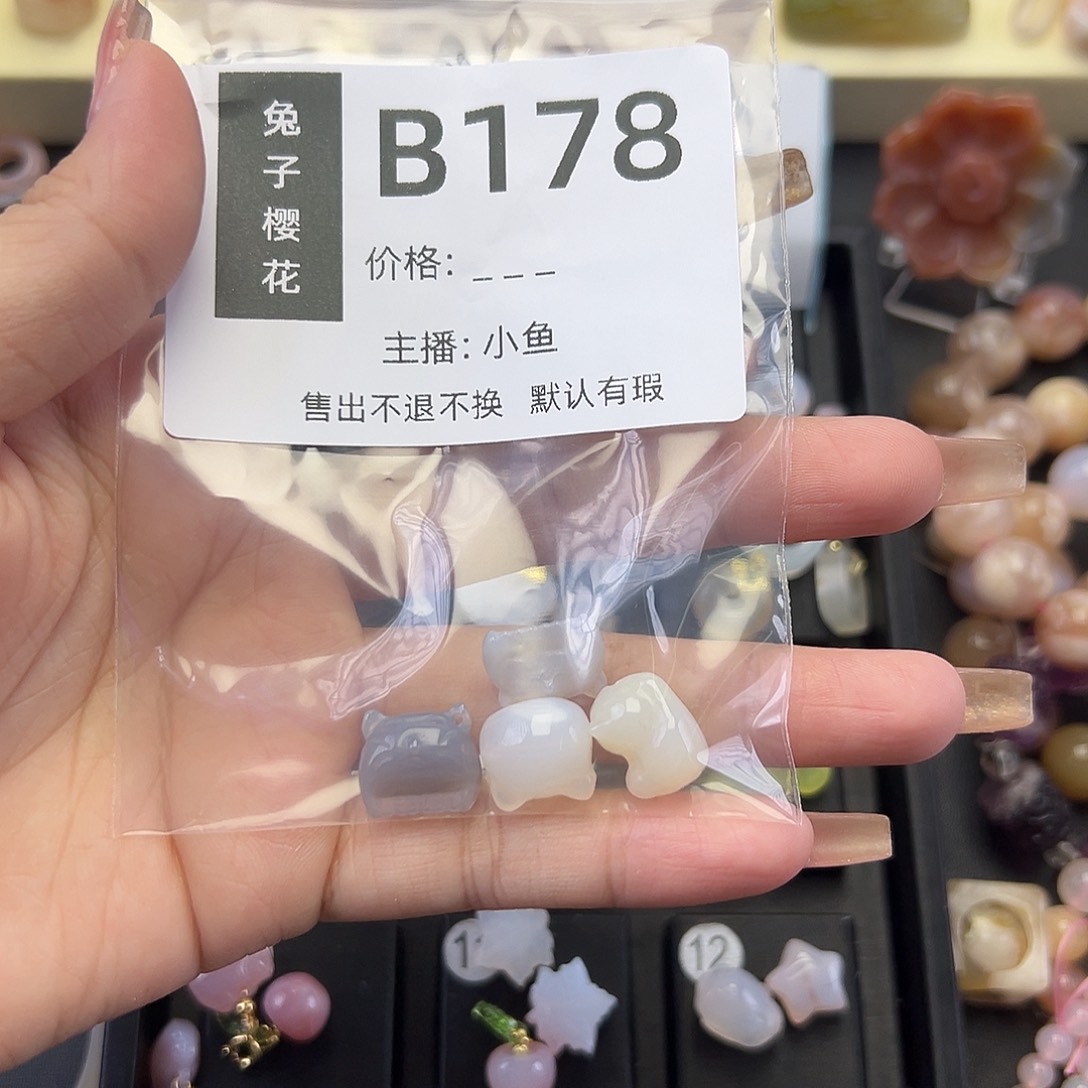 兔子樱花
B178
价格: _ _ _
主播: 小鱼
售出不退不换 默认有瑕
12